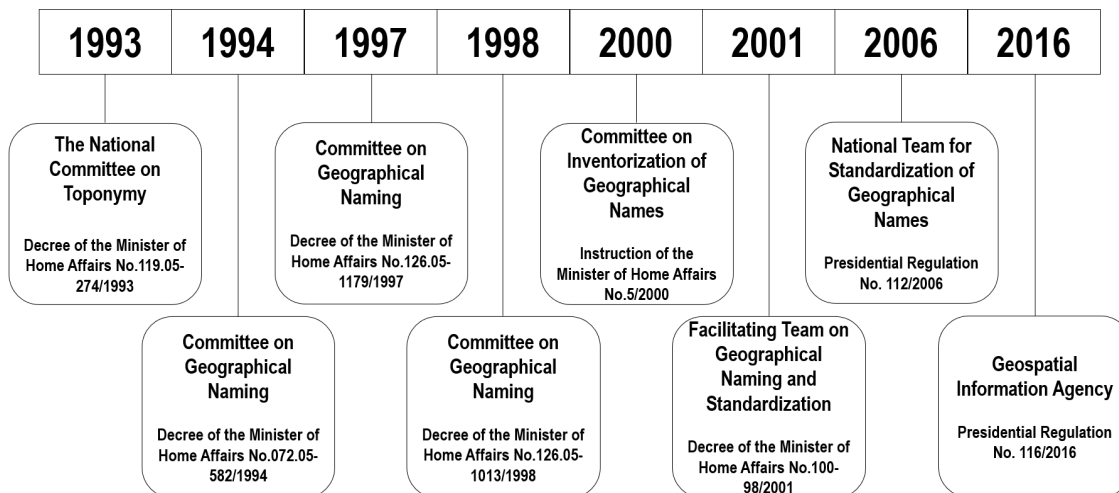 1993 1994 1997 1998 2000 2001 2006 2016
The National
Committee on
Toponymy
Decree of the Minister of
Home Affairs No.119.05-
274/1993
Committee on
Geographical
Naming
Decree of the Minister of
Home Affairs No.072.05-
582/1994
Committee on
Geographical
Naming
Decree of the Minister of
Home Affairs No.126.05-
1179/1997
Committee on
Geographical
Naming
Decree of the Minister of
Home Affairs No.126.05-
1013/1998
Committee on
Inventorization of
Geographical
Names
Instruction of the
Minister of Home Affairs
No.5/2000
Facilitating Team on
Geographical
Naming and
Standardization
Decree of the Minister of
Home Affairs No.100-
98/2001
National Team for
Standardization of
Geographical
Names
Presidential Regulation
No. 112/2006
Geospatial
Information Agency
Presidential Regulation
No. 116/2016